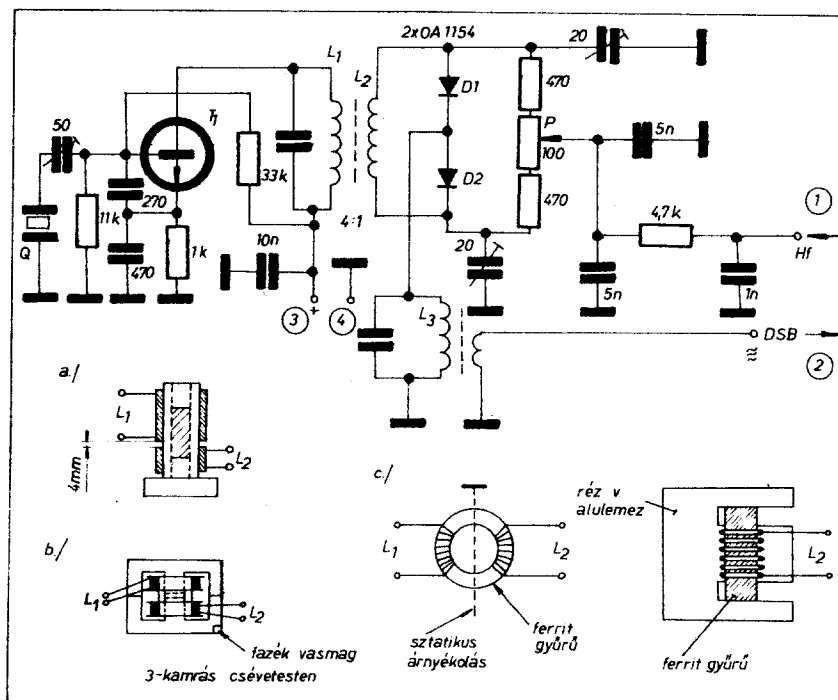 L1
2xOA 1154
20
L2
D1
470
50
T1
P
5n
33k
100
D2
270
470
11k
4,7k
1
Q
470
1k
4:1
20
Hf
10n
5n
1n
+
3
4
L3
DSB
≈
2
a./
L1
L2
4mm
c./
réz v
alulemez
L1
L2
L2
b./
L1
L2
sztatikus
árnyékolás
ferrit
gyűrű
fazék vasmag
3-kamrás csévetesten
ferrit gyűrű